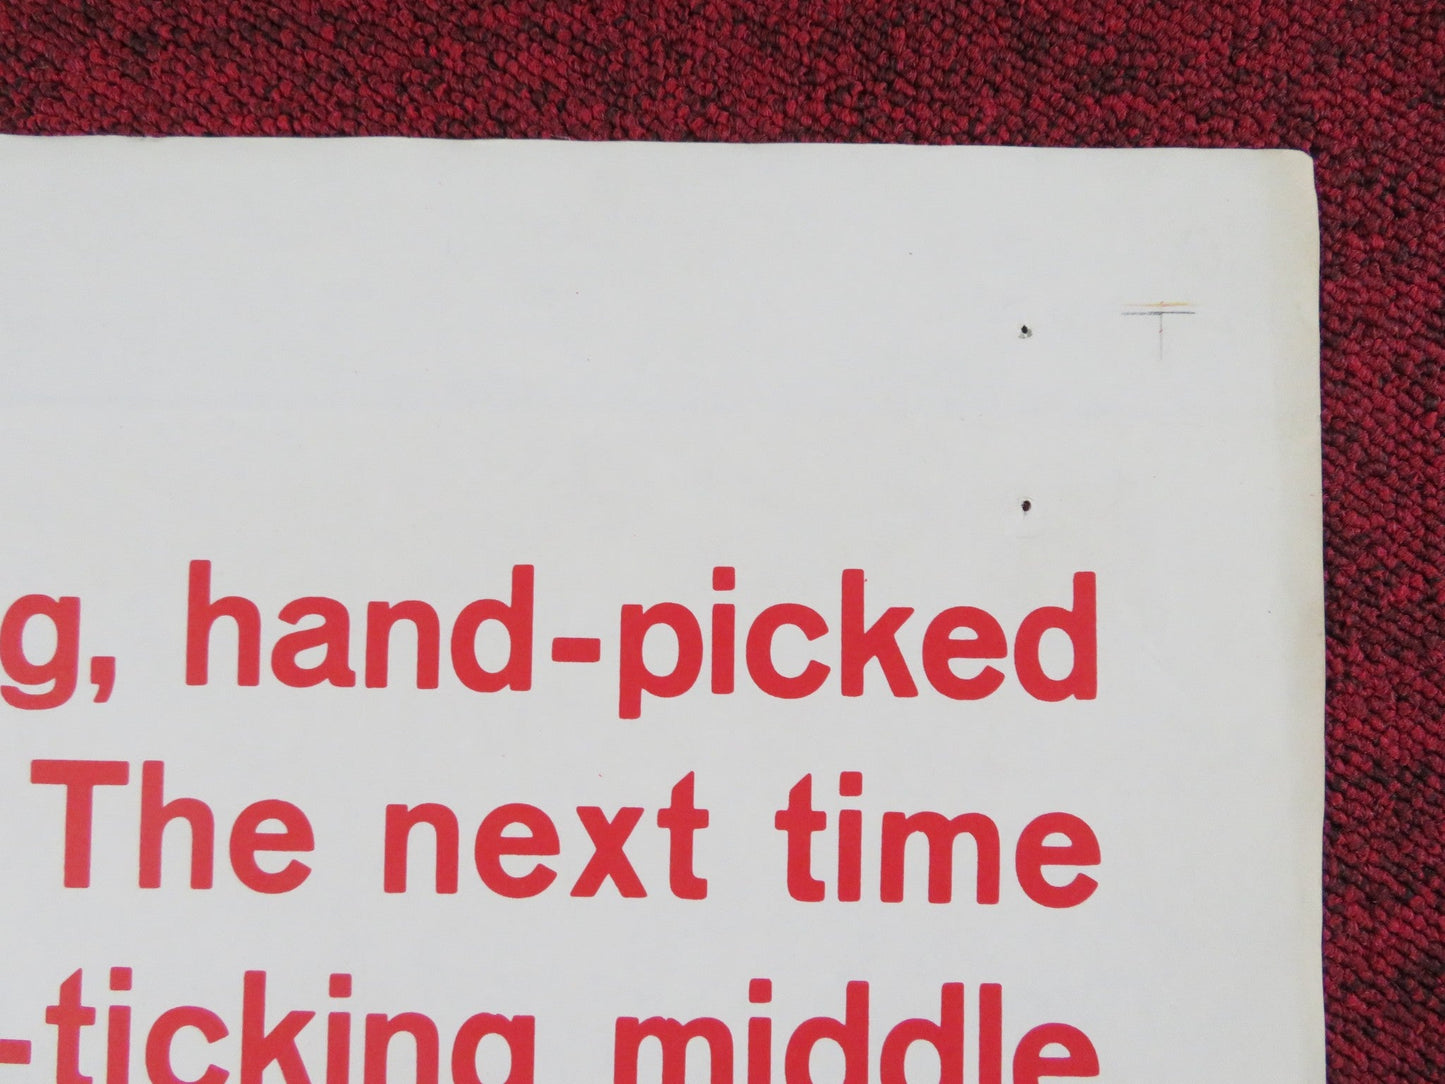 g, hand-picked
The next time
-ticking middle